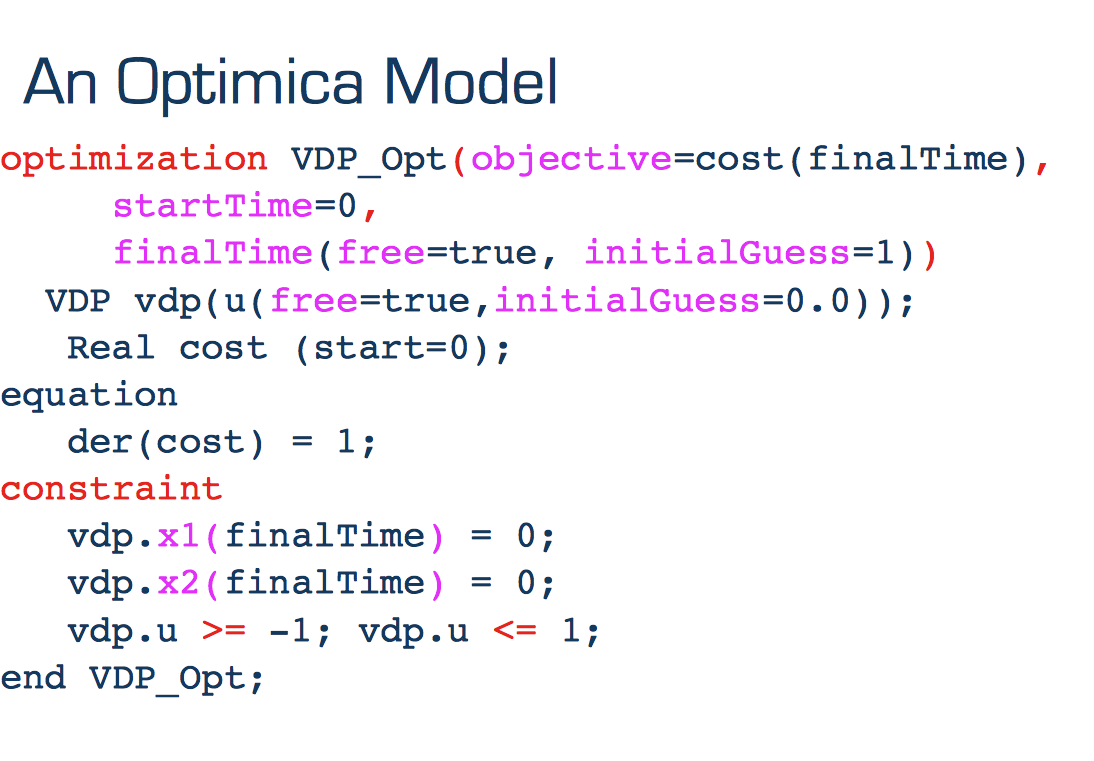 An Optimica Model
optimization VDP_Opt(objective=cost(finalTime),
startTime=0,
finalTime(free=true, initialGuess=1))
VDP vdp(u(free=true,initialGuess=0.0));
Real cost (start=0);
equation
der(cost) = 1;
constraint
vdp.x1(finalTime) = 0;
vdp.x2(finalTime) = 0;
vdp.u >= -1; vdp.u <= 1;
end VDP_Opt;